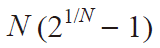 N(2^{1/N} − 1)